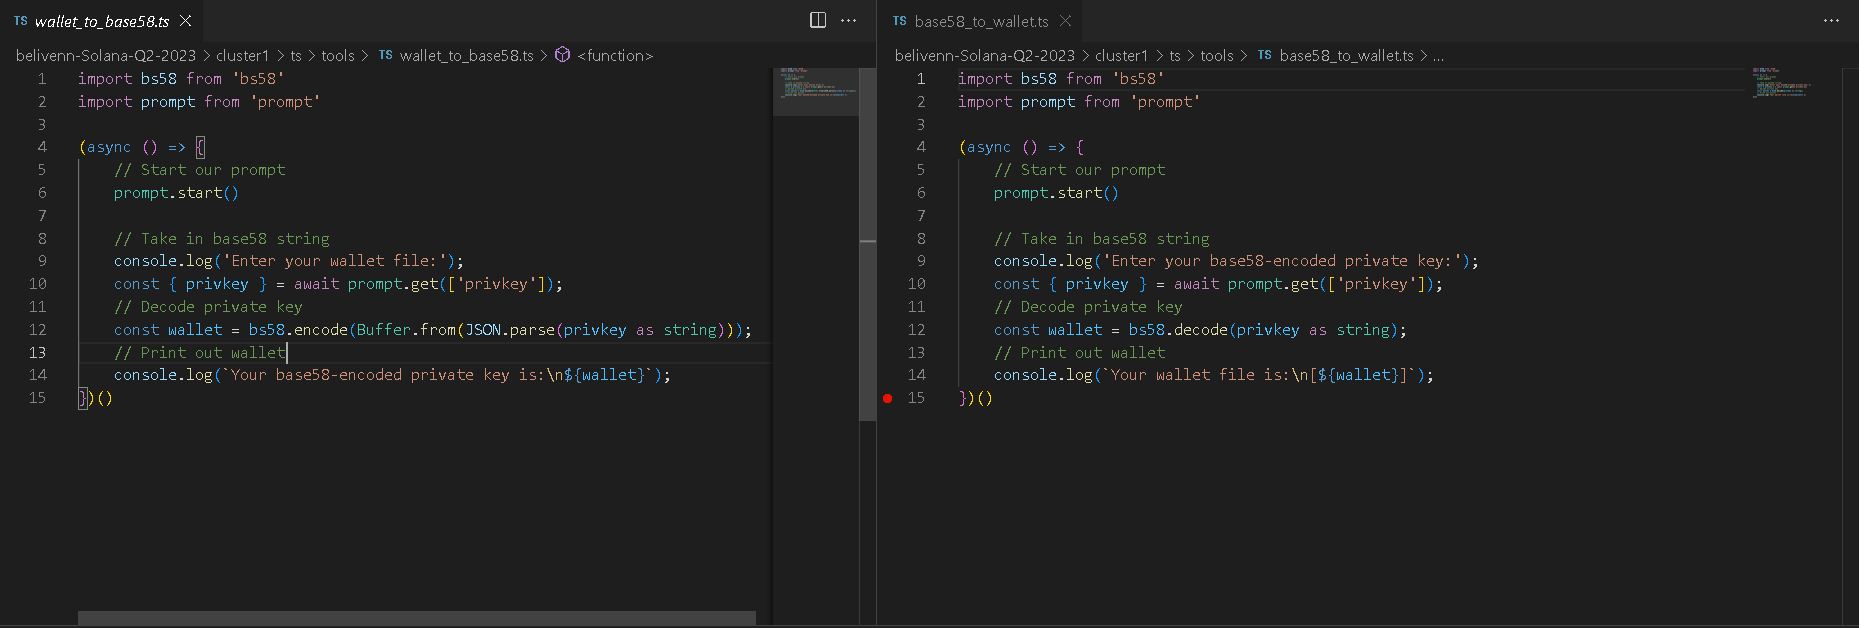 TS wallet_to_base58.ts
belivenn-Solana-Q2-2023 > cluster1 > ts > tools > TS wallet_to_base58.ts > <function>
1 import bs58 from 'bs58'
2 import prompt from 'prompt'
3
4 (async () => {
5 // Start our prompt
6 prompt.start()
7
8 // Take in base58 string
9 console.log('Enter your wallet file:');
10 const { privkey } = await prompt.get(['privkey']);
11 // Decode private key
12 const wallet = bs58.encode(Buffer.from(JSON.parse(privkey as string)));
13 // Print out wallet
14 console.log(`Your base58-encoded private key is:\n${wallet}`);
15 })()
TS base58_to_wallet.ts
belivenn-Solana-Q2-2023 > cluster1 > ts > tools > TS base58_to_wallet.ts > ...
1 import bs58 from 'bs58'
2 import prompt from 'prompt'
3
4 (async () => {
5 // Start our prompt
6 prompt.start()
7
8 // Take in base58 string
9 console.log('Enter your base58-encoded private key:');
10 const { privkey } = await prompt.get(['privkey']);
11 // Decode private key
12 const wallet = bs58.decode(privkey as string);
13 // Print out wallet
14 console.log(`Your wallet file is:\n[${wallet}]`);
15 })()